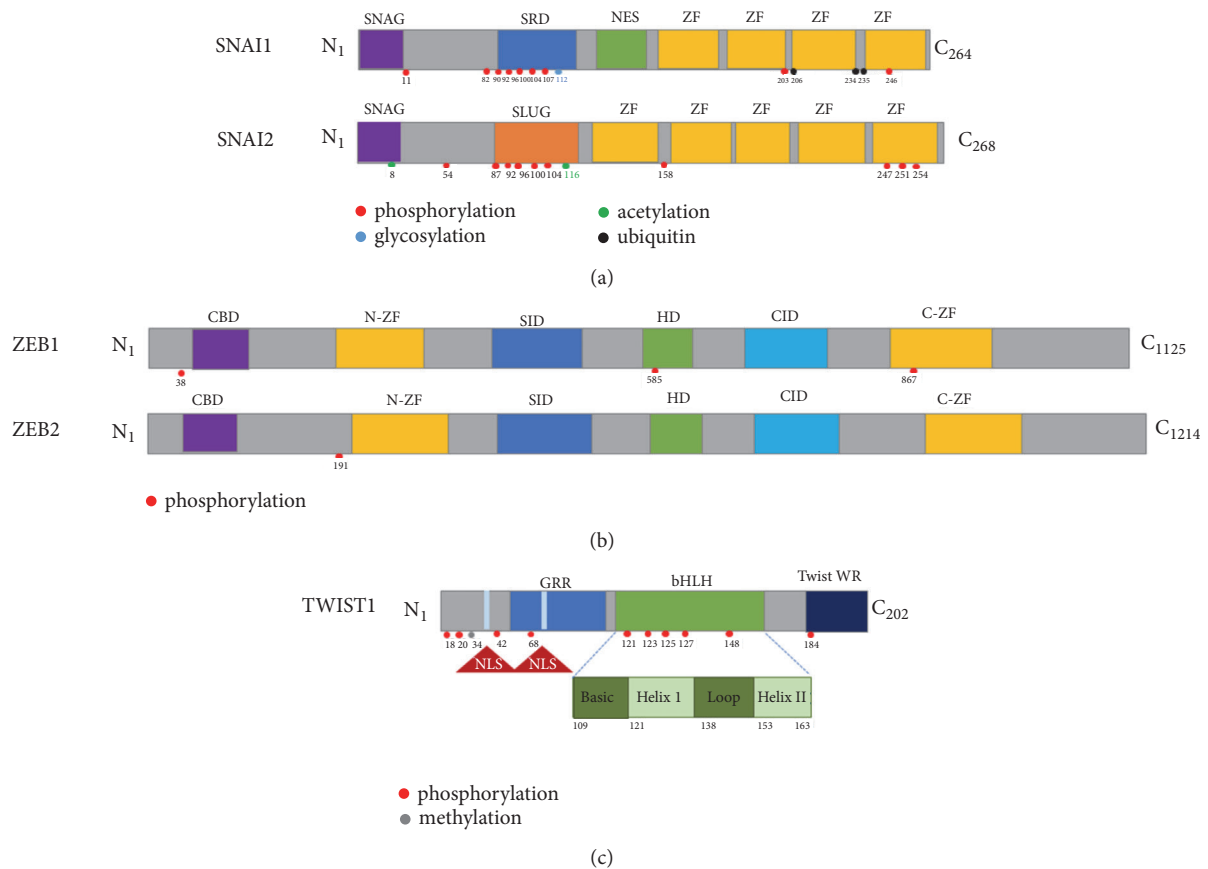 SNAG SRD NES ZF ZF ZF ZF
SNAI1 N1 C264
11 82 90 92 96 100 104 107 112 203 206 234 235 246
SNAG SLUG ZF ZF ZF ZF ZF
SNAI2 N1 C268
8 54 87 92 96 100 104 116 158 247 251 254
phosphorylation acetylation
glycosylation ubiquitin
(a)
CBD N-ZF SID HD CID C-ZF
ZEB1 N1 C1125
38 585 867
CBD N-ZF SID HD CID C-ZF
ZEB2 N1 C1214
191
phosphorylation
(b)
GRR bHLH Twist WR
TWIST1 N1 C202
18 20 34 42 68 121 123 125 127 148 184
NLS NLS
Basic Helix 1 Loop Helix II
109 121 138 153 163
phosphorylation
methylation
(c)